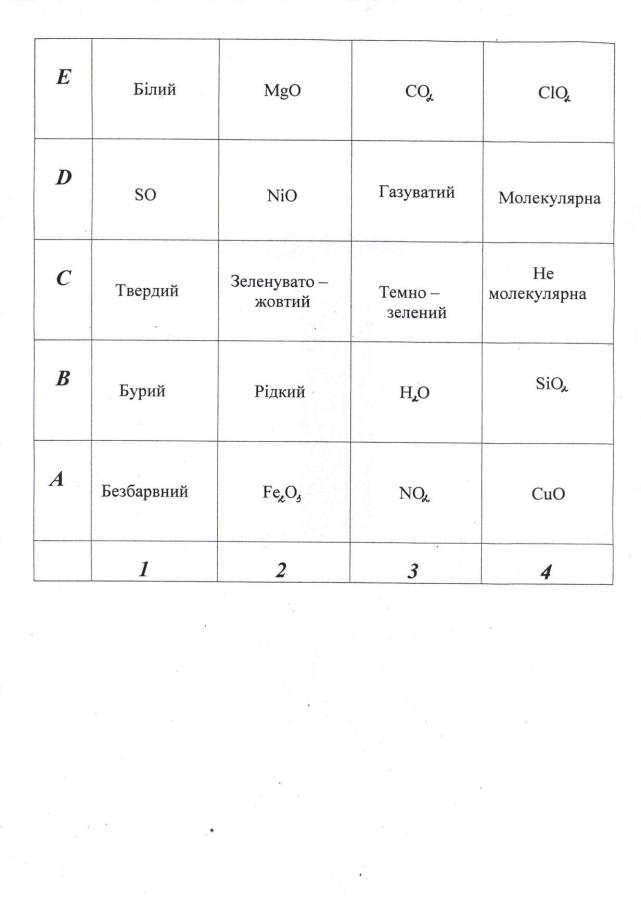 E Білий MgO CO₂ ClO₂
D SO NiO Газуватий Молекулярна
C Твердий Зеленувато – Темно – Не
жовтий зелений молекулярна
B Бурий Рідкий H₂O SiO₂
A Безбарвний Fe₂O₃ NO₂ CuO
1 2 3 4